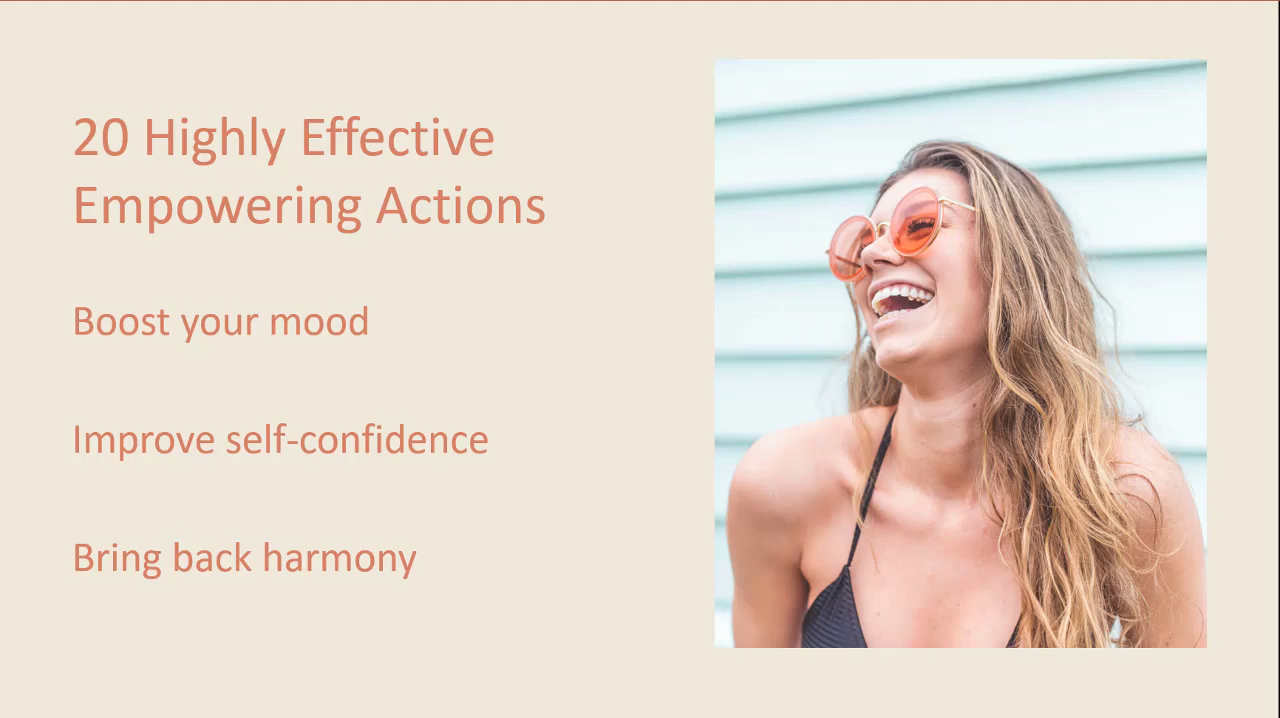 20 Highly Effective
Empowering Actions
Boost your mood
Improve self-confidence
Bring back harmony